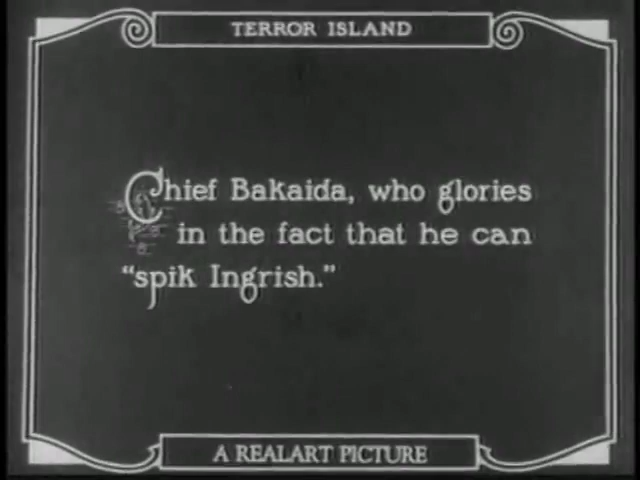 TERROR ISLAND
Chief Bakaida, who glories
in the fact that he can
“spik Ingrish.”
A REALART PICTURE